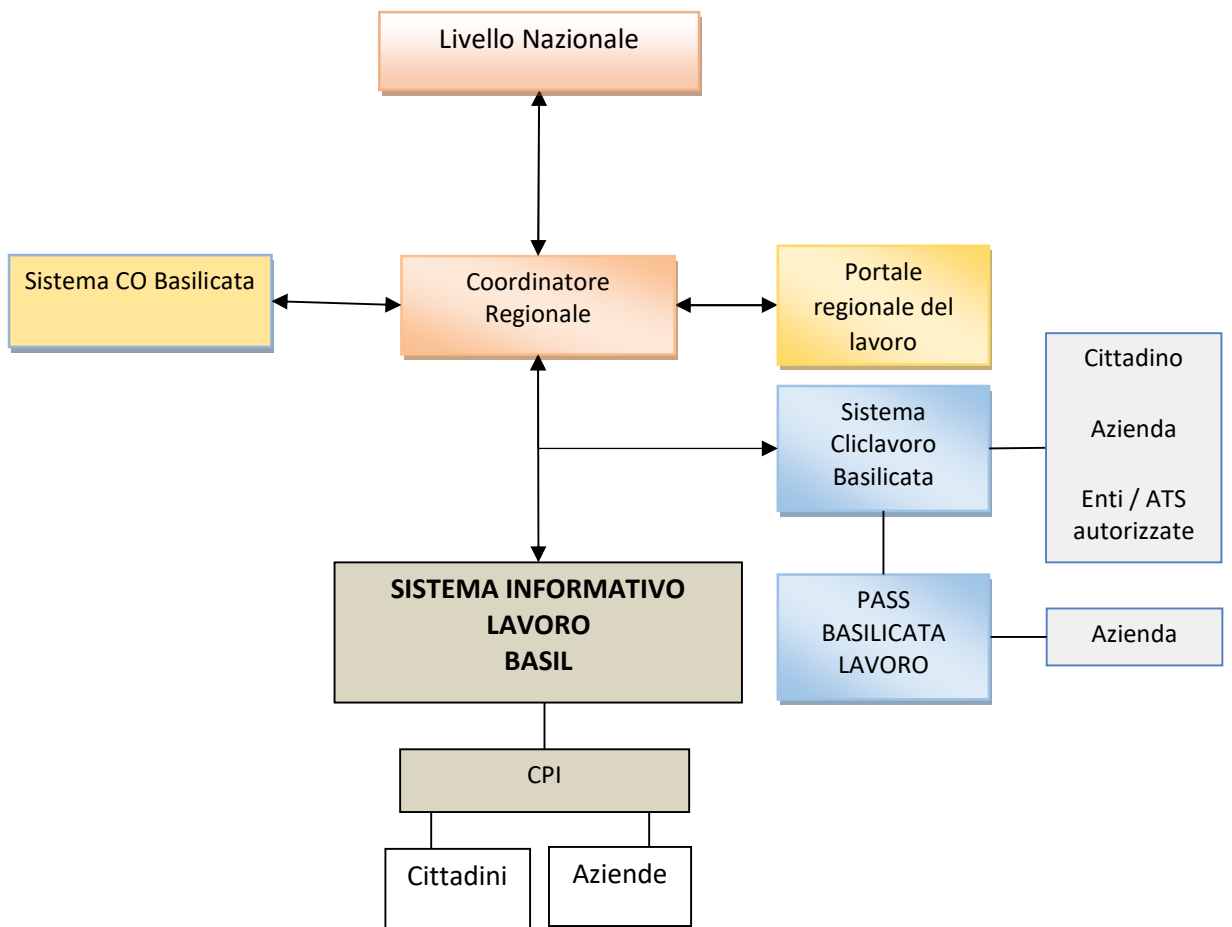 Livello Nazionale
Sistema CO Basilicata
Coordinatore
Regionale
Portale
regionale del
lavoro
Cittadino
Azienda
Enti / ATS
autorizzate
Sistema
Cliclavoro
Basilicata
SISTEMA INFORMATIVO
LAVORO
BASIL
PASS
BASILICATA
LAVORO
Azienda
CPI
Cittadini
Aziende